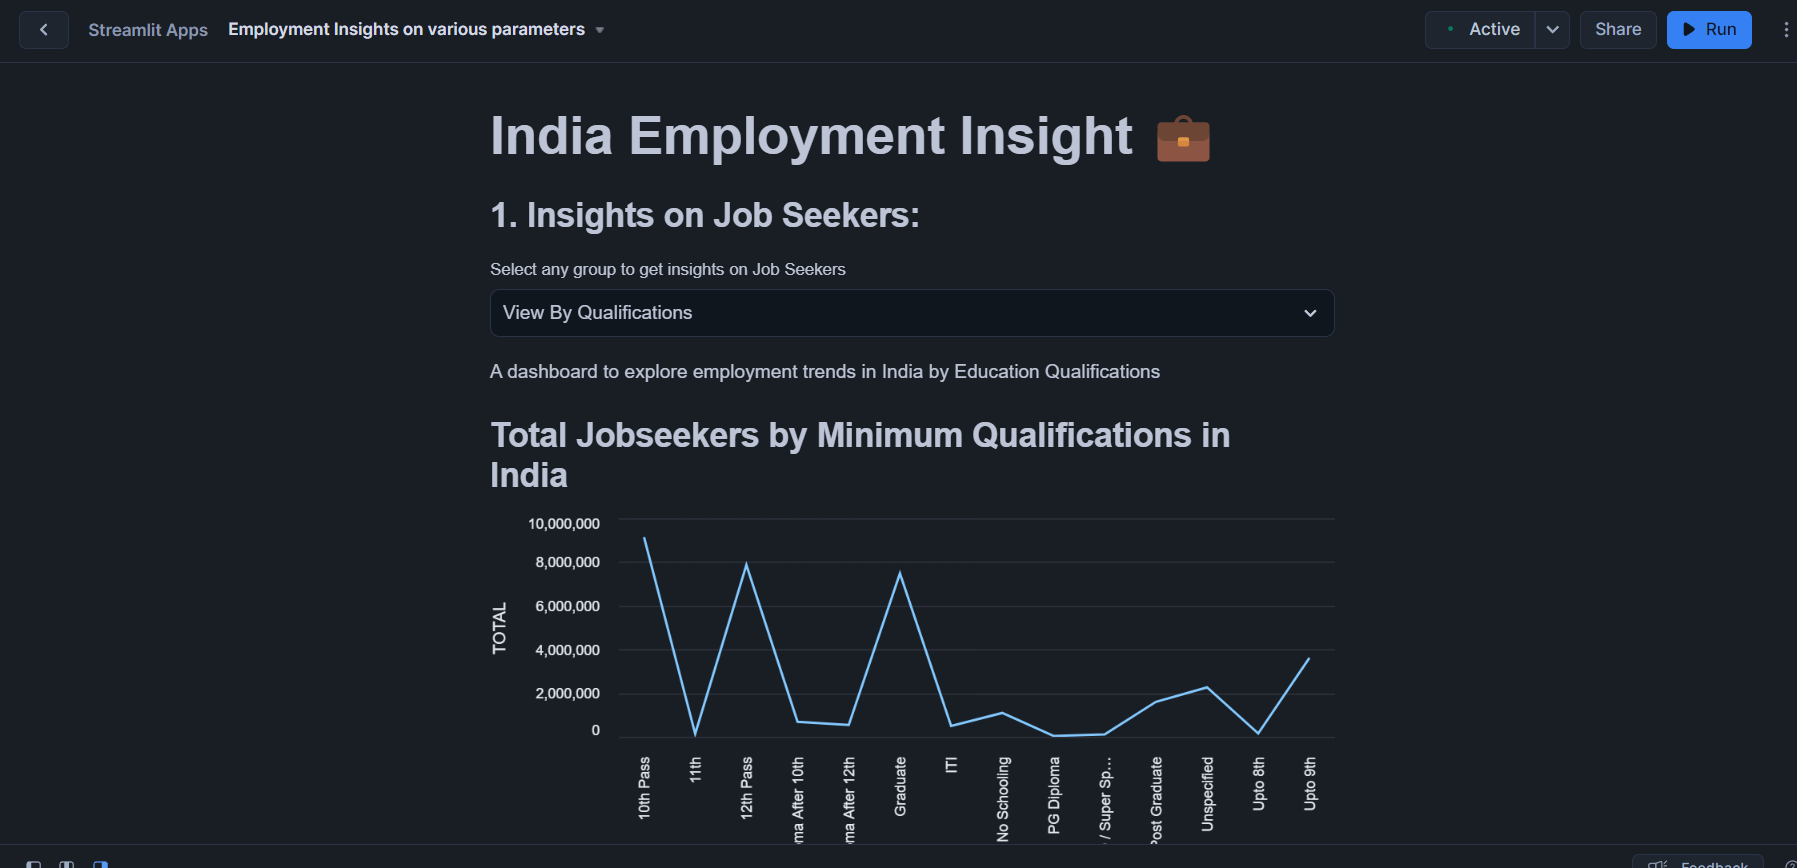 Streamlit Apps Employment Insights on various parameters
Active
Share
Run
India Employment Insight
1. Insights on Job Seekers:
Select any group to get insights on Job Seekers
View By Qualifications
A dashboard to explore employment trends in India by Education Qualifications
Total Jobseekers by Minimum Qualifications in
India
TOTAL
10,000,000
8,000,000
6,000,000
4,000,000
2,000,000
0
10th Pass
11th
12th Pass
ma After 10th
ma After 12th
Graduate
ITI
No Schooling
PG Diploma
/ Super Sp...
Post Graduate
Unspecified
Upto 8th
Upto 9th
Feedback